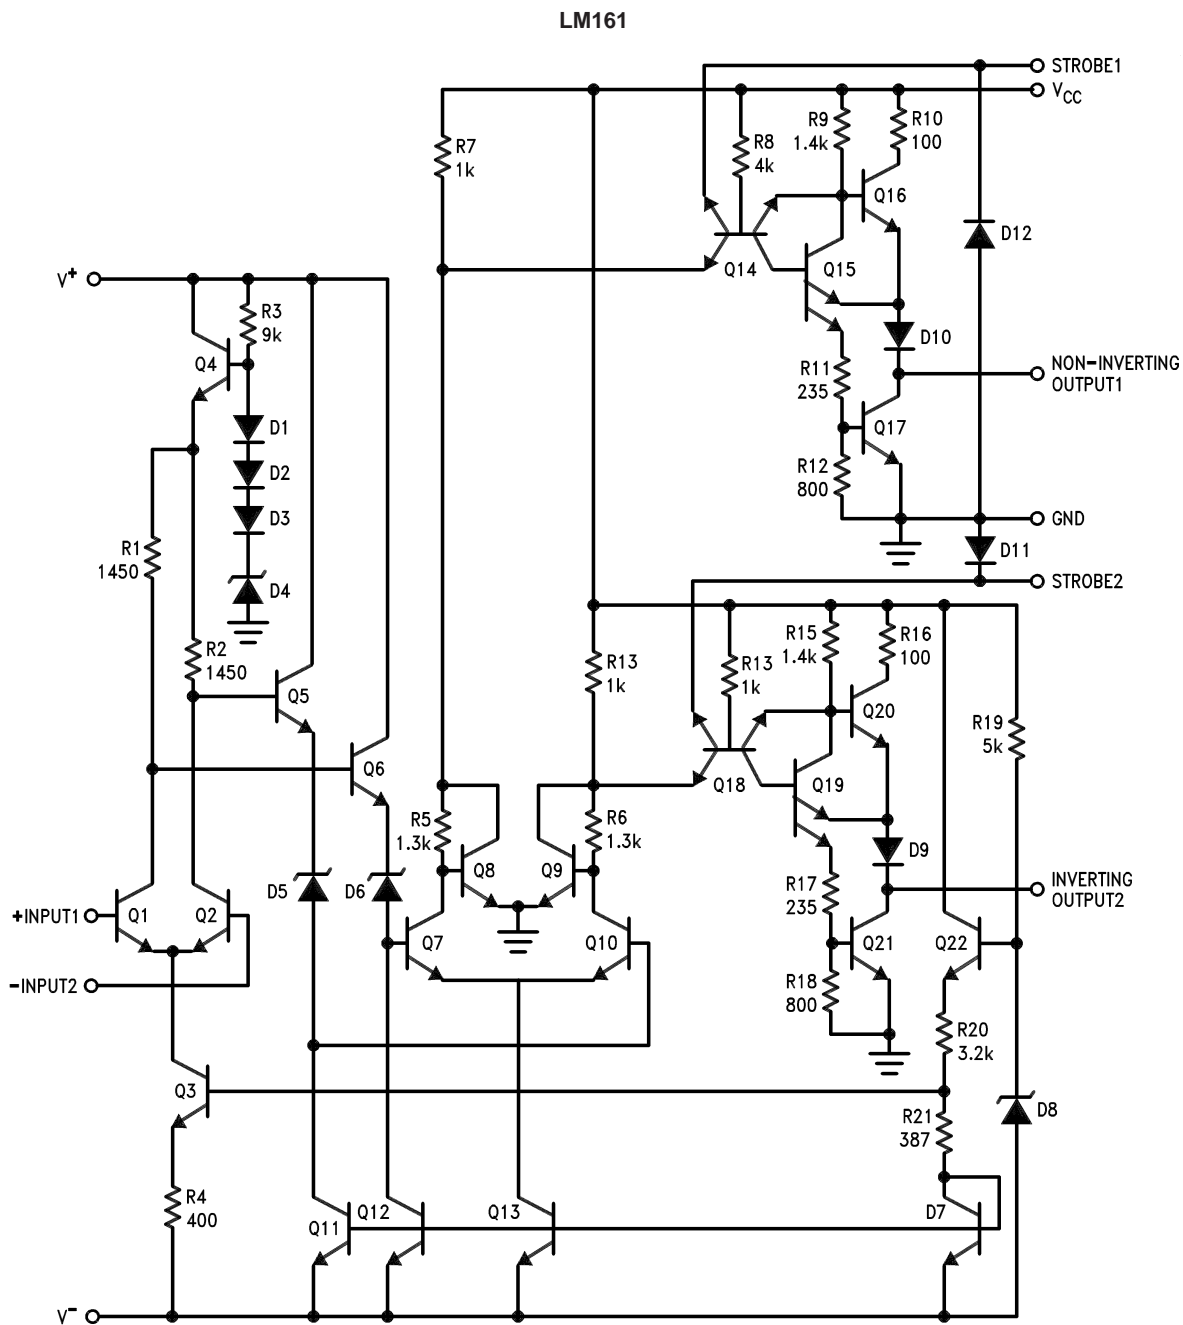 LM161
STROBE1
VCC
R9
1.4k
R10
100
R7
1k
R8
4k
Q16
D12
Q14
Q15
V+
R3
9k
Q4
D10
NON-INVERTING
OUTPUT1
R11
235
D1
Q17
D2
R12
800
D3
GND
R1
1450
D11
D4
STROBE2
R2
1450
R15
1.4k
R16
100
R13
1k
R13
1k
Q5
Q20
R19
5k
Q6
Q18
Q19
R5
1.3k
R6
1.3k
D9
Q8
Q9
D5
D6
R17
235
INVERTING
OUTPUT2
+INPUT1
Q1
Q2
Q7
Q10
Q21
Q22
-INPUT2
R18
800
R20
3.2k
Q3
D8
R21
387
R4
400
Q11
Q12
Q13
D7
V-